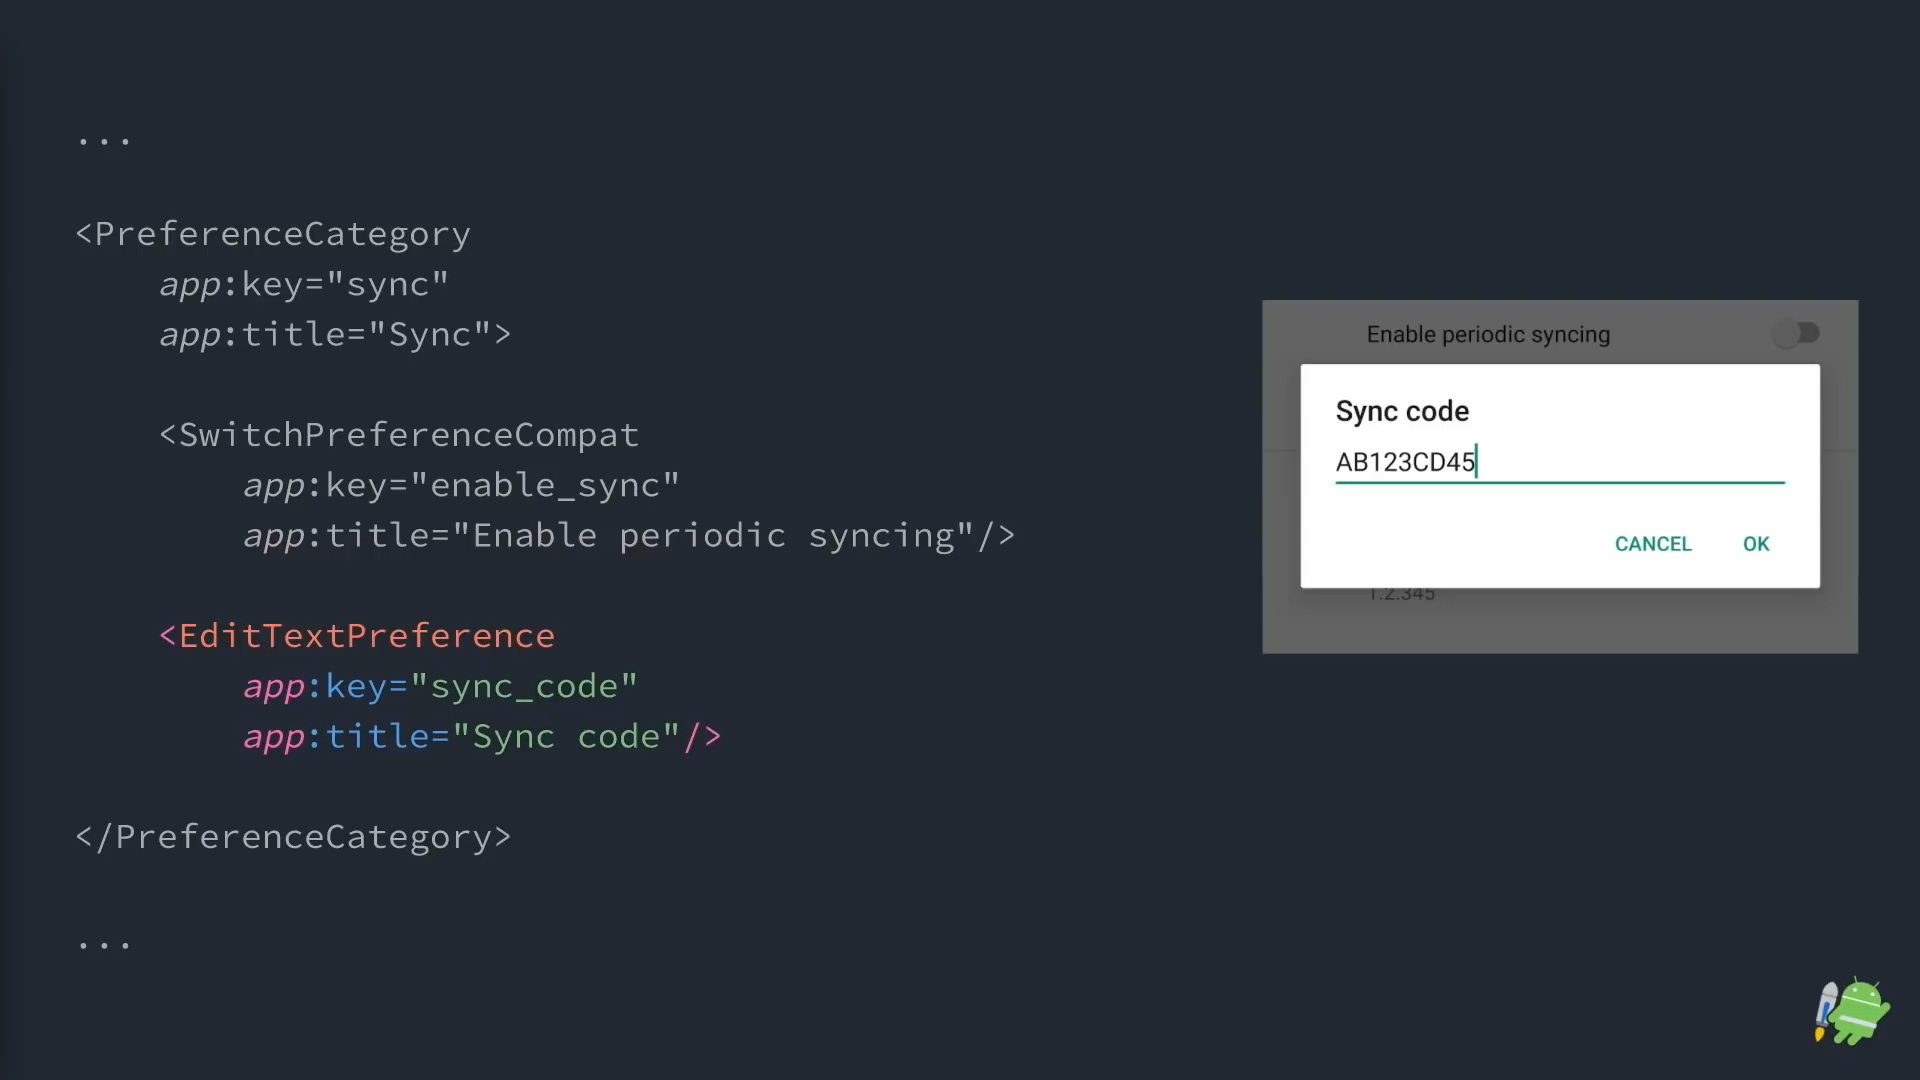 ...
<PreferenceCategory
app:key="sync"
app:title="Sync">
<SwitchPreferenceCompat
app:key="enable_sync"
app:title="Enable periodic syncing"/>
<EditTextPreference
app:key="sync_code"
app:title="Sync code"/>
</PreferenceCategory>
...
Enable periodic syncing
Sync code
AB123CD45
CANCEL OK
1.2.345